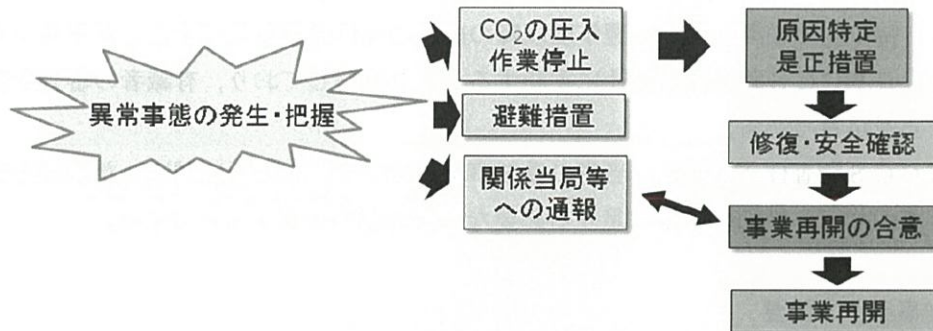 異常事態の発生・把握
CO₂の圧入
作業停止
避難措置
関係当局等
への通報
原因特定
是正措置
修復・安全確認
事業再開の合意
事業再開